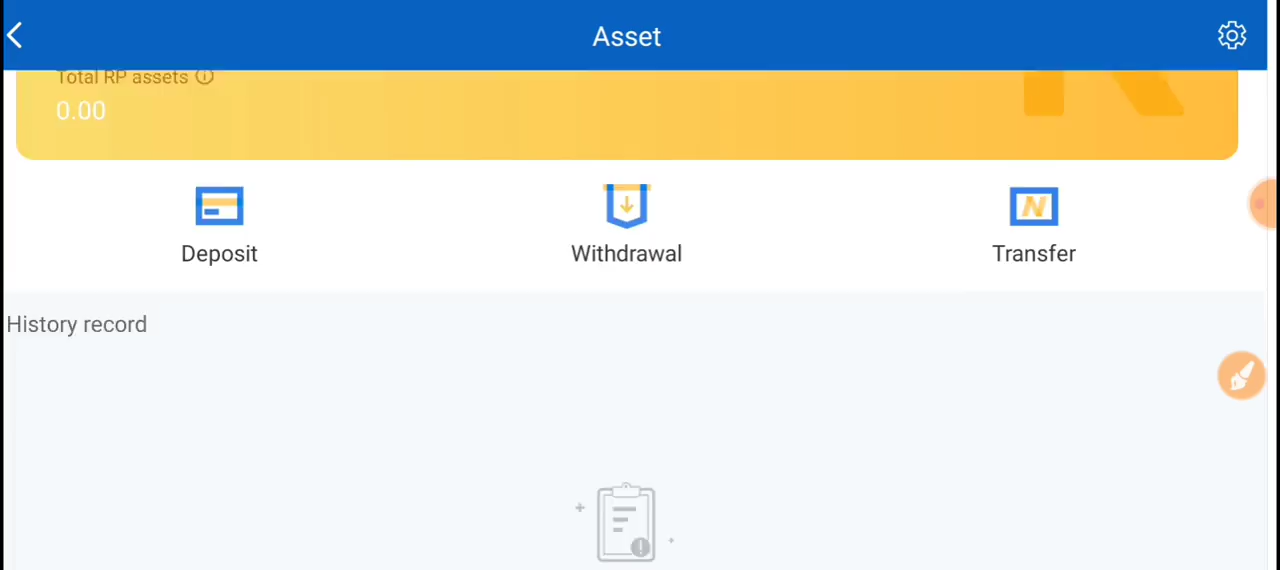 Asset
Total RP assets
0.00
Deposit
Withdrawal
Transfer
History record